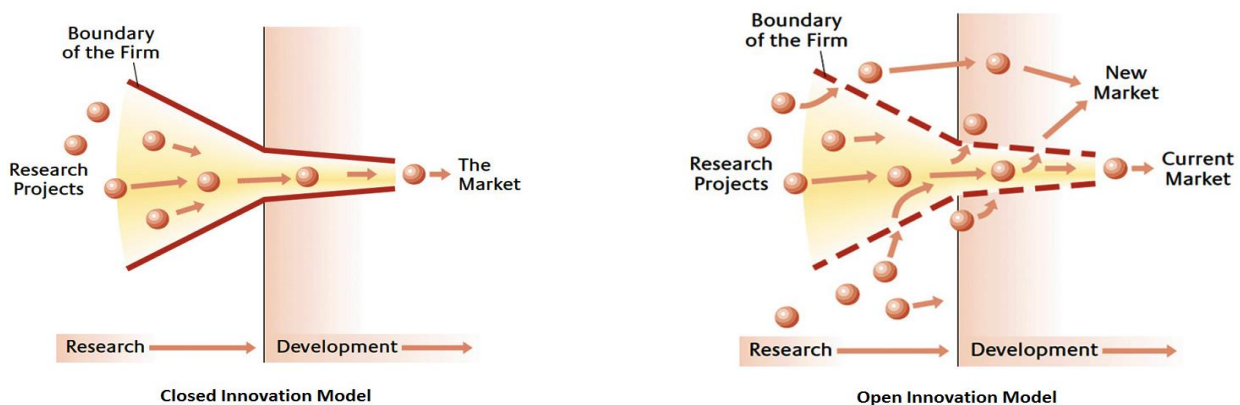 Boundary
of the Firm
Research
Projects
The
Market
Research
Development
Closed Innovation Model
Boundary
of the Firm
New
Market
Research
Projects
Current
Market
Research
Development
Open Innovation Model